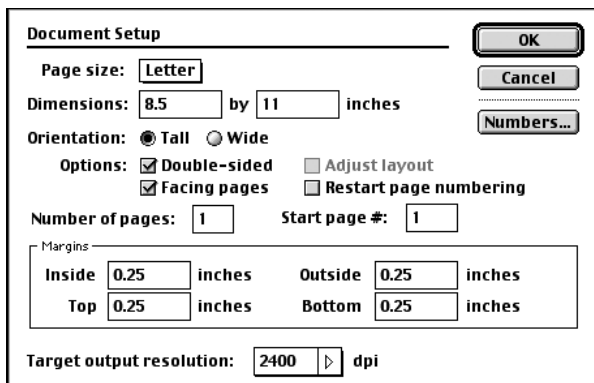 Document Setup
OK
Page size: Letter
Cancel
Dimensions: 8.5 by 11 inches
Numbers...
Orientation: Tall Wide
Options: Double-sided Adjust layout
Facing pages Restart page numbering
Number of pages: 1 Start page #: 1
Margins
Inside 0.25 inches Outside 0.25 inches
Top 0.25 inches Bottom 0.25 inches
Target output resolution: 2400 dpi